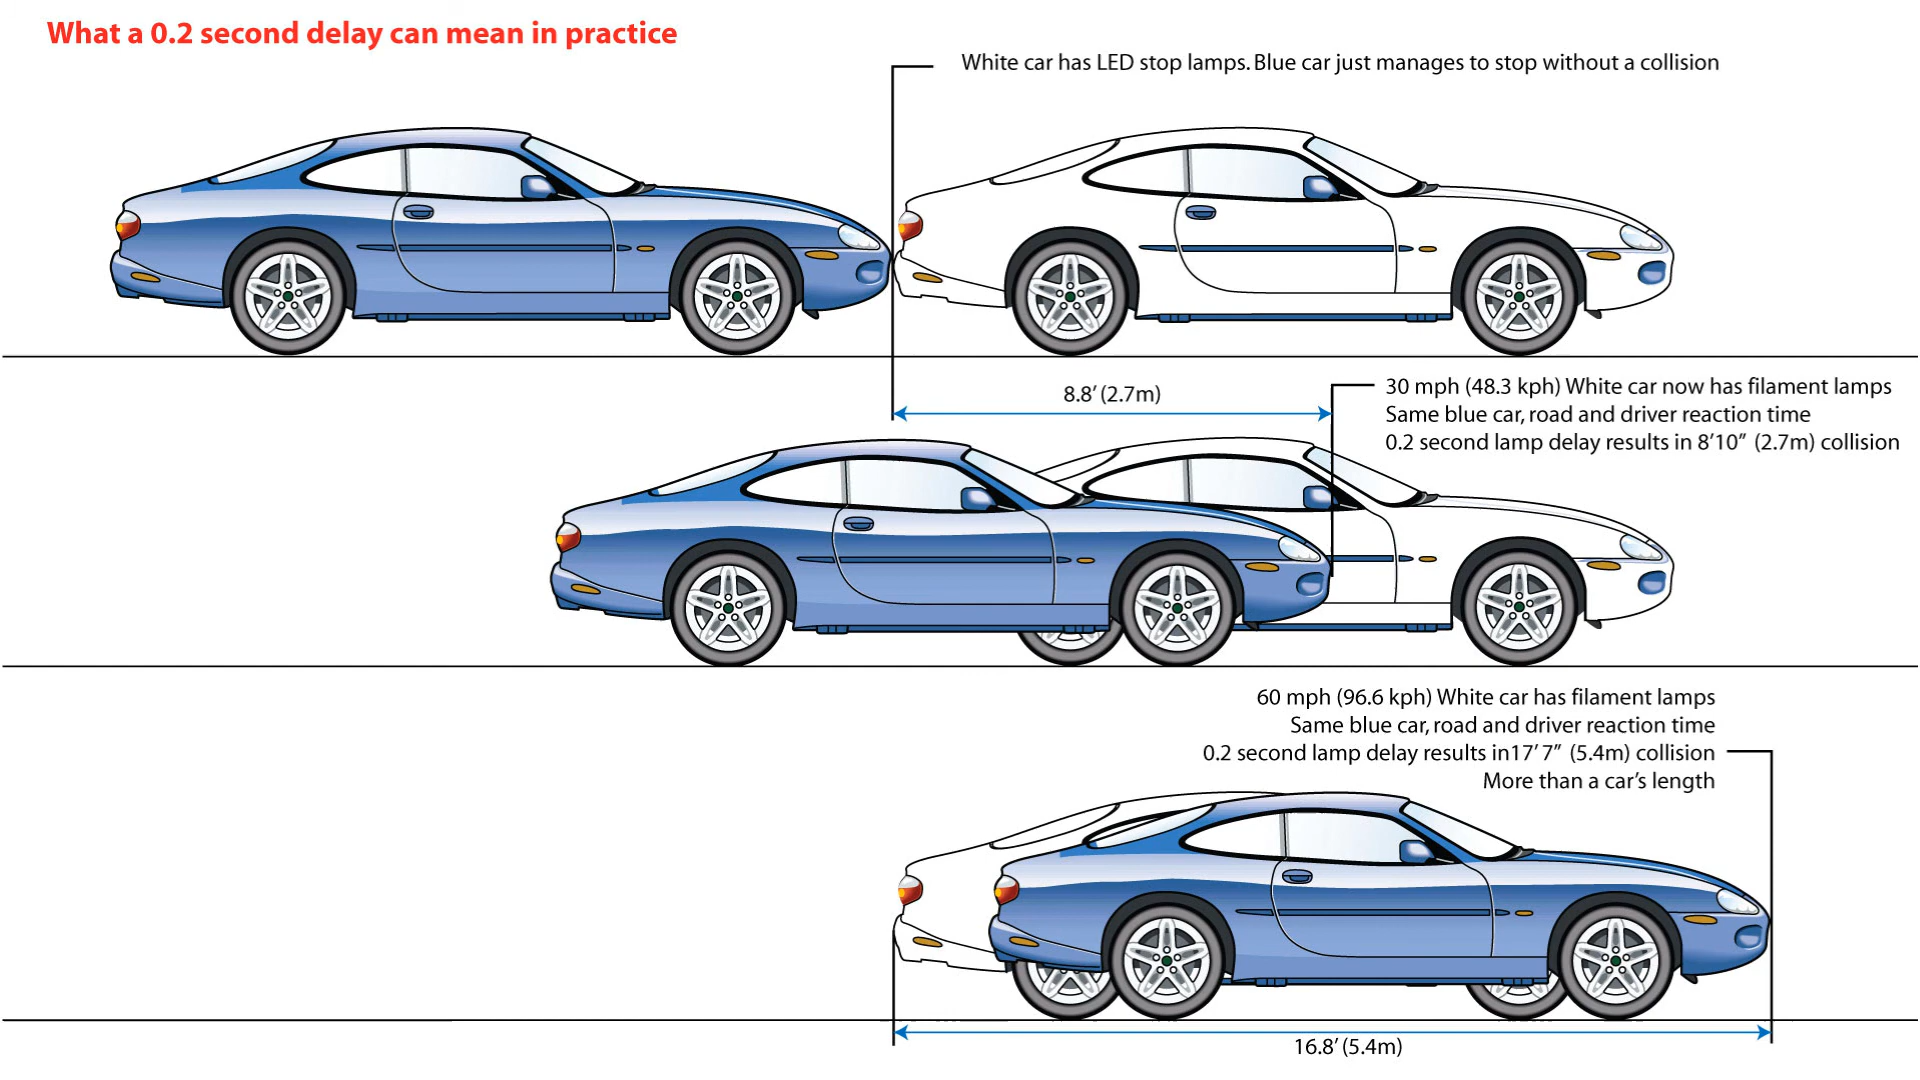 What a 0.2 second delay can mean in practice
White car has LED stop lamps. Blue car just manages to stop without a collision
8.8’ (2.7m)
30 mph (48.3 kph) White car now has filament lamps
Same blue car, road and driver reaction time
0.2 second lamp delay results in 8’10” (2.7m) collision
60 mph (96.6 kph) White car has filament lamps
Same blue car, road and driver reaction time
0.2 second lamp delay results in17’ 7” (5.4m) collision
More than a car’s length
16.8’ (5.4m)